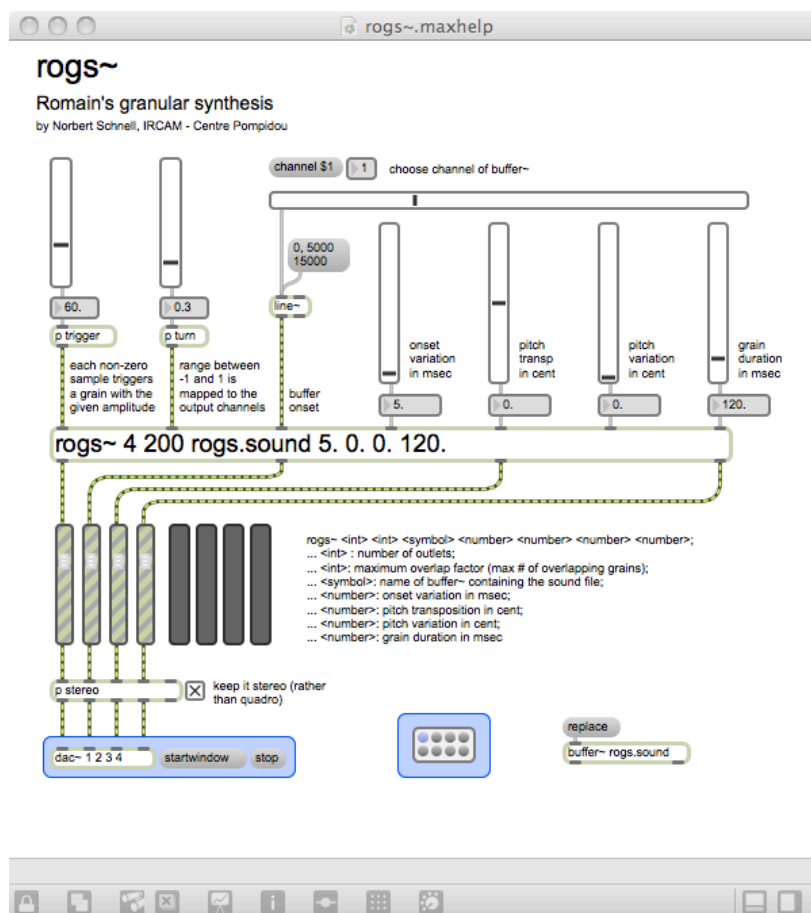 rogs~.maxhelp
rogs~
Romain's granular synthesis
by Norbert Schnell, IRCAM - Centre Pompidou
channel $1
1
choose channel of buffer~
0, 5000
15000
60.
0.3
line~
p trigger
p turn
onset
variation
in msec
pitch
transp
in cent
pitch
variation
in cent
grain
duration
in msec
each non-zero
sample triggers
a grain with the
given amplitude
range between
-1 and 1 is
mapped to the
output channels
buffer
onset
5.
0.
0.
120.
rogs~ 4 200 rogs.sound 5. 0. 0. 120.
rogs~ <int> <int> <symbol> <number> <number> <number> <number>;
... <int> : number of outlets;
... <int>: maximum overlap factor (max # of overlapping grains);
... <symbol>: name of buffer~ containing the sound file;
... <number>: onset variation in msec;
... <number>: pitch transposition in cent;
... <number>: pitch variation in cent;
... <number>: grain duration in msec
p stereo
keep it stereo (rather
than quadro)
replace
dac~ 1 2 3 4
startwindow
stop
buffer~ rogs.sound